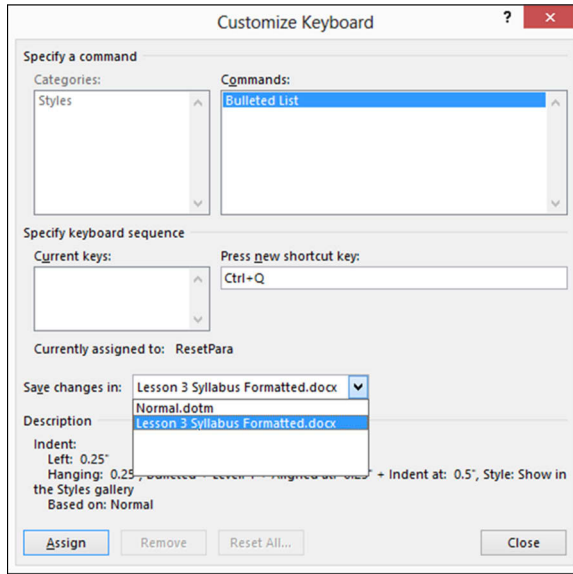 Customize Keyboard
Specify a command
Categories:
Commands:
Styles
Bulleted List
Specify keyboard sequence
Current keys:
Press new shortcut key:
Ctrl+Q
Currently assigned to: ResetPara
Save changes in: Lesson 3 Syllabus Formatted.docx
Normal.dotm
Lesson 3 Syllabus Formatted.docx
Description
Indent:
Left: 0.25"
Hanging: 0.25 + Indent at: 0.5", Style: Show in
the Styles gallery
Based on: Normal
Assign Remove Reset All... Close